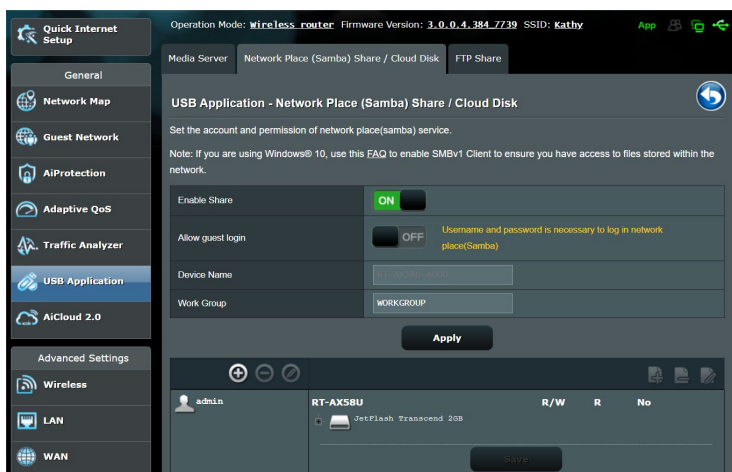 Quick Internet
Setup
Operation Mode: Wireless router Firmware Version: 3.0.0.4.384_7739 SSID: Kathy
App
Media Server
Network Place (Samba) Share / Cloud Disk
FTP Share
General
Network Map
Guest Network
AiProtection
Adaptive QoS
Traffic Analyzer
USB Application
AiCloud 2.0
Advanced Settings
Wireless
LAN
WAN
USB Application - Network Place (Samba) Share / Cloud Disk
Set the account and permission of network place(samba) service.
Note: If you are using Windows® 10, use this FAQ to enable SMBv1 Client to ensure you have access to files stored within the
network.
Enable Share
ON
Allow guest login
OFF
Username and password is necessary to log in network
place(Samba)
Device Name
Work Group
WORKGROUP
Apply
admin
RT-AX58U
R/W
R
No
JetFlash Transcend 2GB
Save